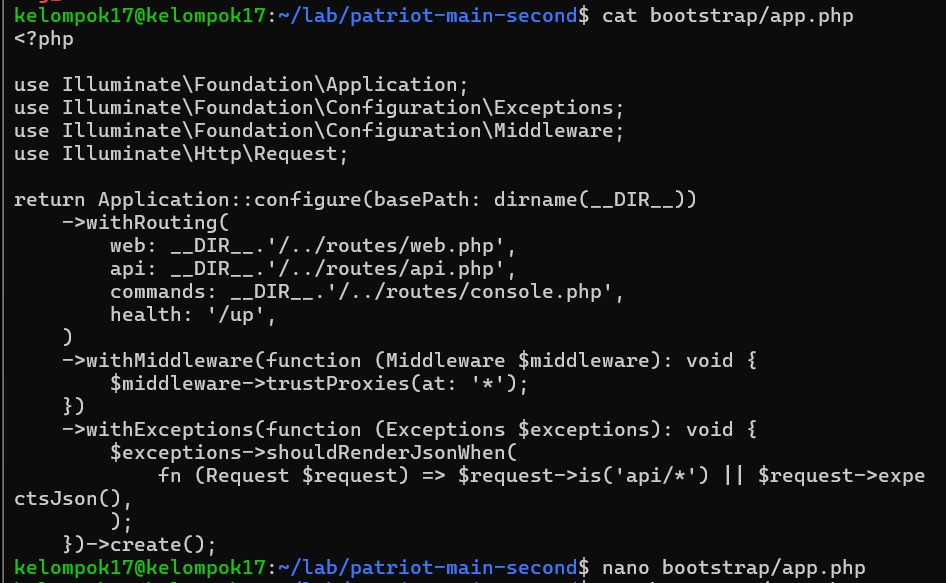 kelompok17@kelompok17:~/lab/patriot-main-second$ cat bootstrap/app.php
<?php

use Illuminate\Foundation\Application;
use Illuminate\Foundation\Configuration\Exceptions;
use Illuminate\Foundation\Configuration\Middleware;
use Illuminate\Http\Request;

return Application::configure(basePath: dirname(__DIR__))
    ->withRouting(
        web: __DIR__.'/../routes/web.php',
        api: __DIR__.'/../routes/api.php',
        commands: __DIR__.'/../routes/console.php',
        health: '/up',
    )
    ->withMiddleware(function (Middleware $middleware): void {
        $middleware->trustProxies(at: '*');
    })
    ->withExceptions(function (Exceptions $exceptions): void {
        $exceptions->shouldRenderJsonWhen(
            fn (Request $request) => $request->is('api/*') || $request->expe
ctsJson(),
        );
    })->create();
kelompok17@kelompok17:~/lab/patriot-main-second$ nano bootstrap/app.php